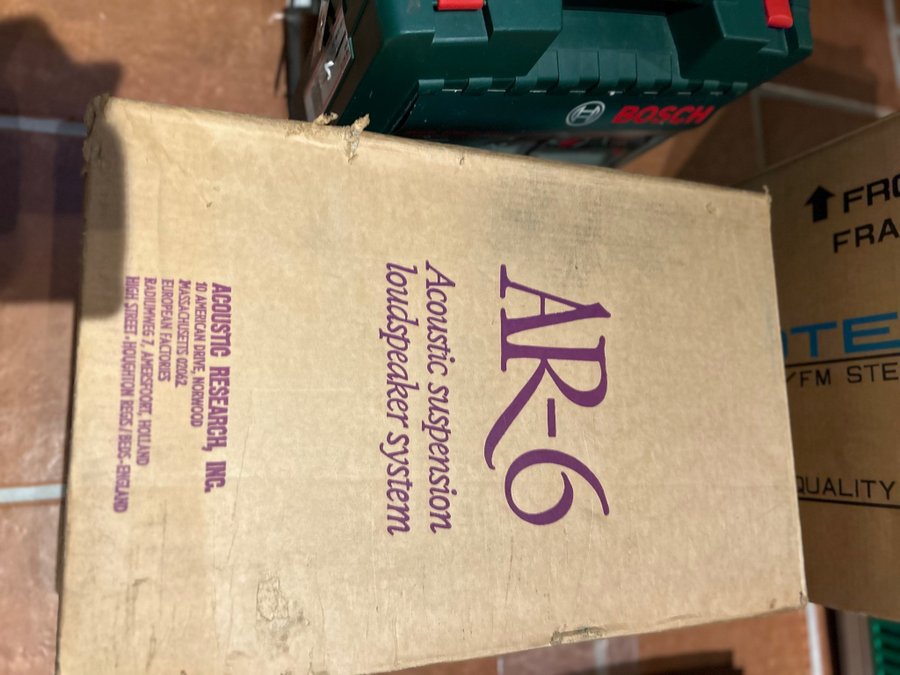 AR-6
Acoustic suspension
loudspeaker system
ACOUSTIC RESEARCH, INC.
10 AMERICAN DRIVE, NORWOOD
MASSACHUSETTS 02062
EUROPEAN FACTORIES
RADIUMWEG 7, AMERSFOORT, HOLLAND
HIGH STREET · HOUGHTON REGIS / BEDS · ENGLAND
BOSCH
FRO
FRA
OTE
/FM STE
QUALITY